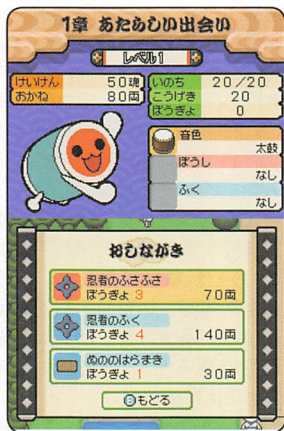 1章 あたらしい出会い
レベル1
けいけん 50魂
おかね 80両
いのち 20/20
こうげき 20
ぼうぎょ 0
音色
太鼓
ぼうし
なし
ふく
なし
おしながき
忍者のふさふさ
ぼうぎょ 3 70両
忍者のふく
ぼうぎょ 4 140両
ぬののはらまき
ぼうぎょ 1 30両
Ⓑもどる